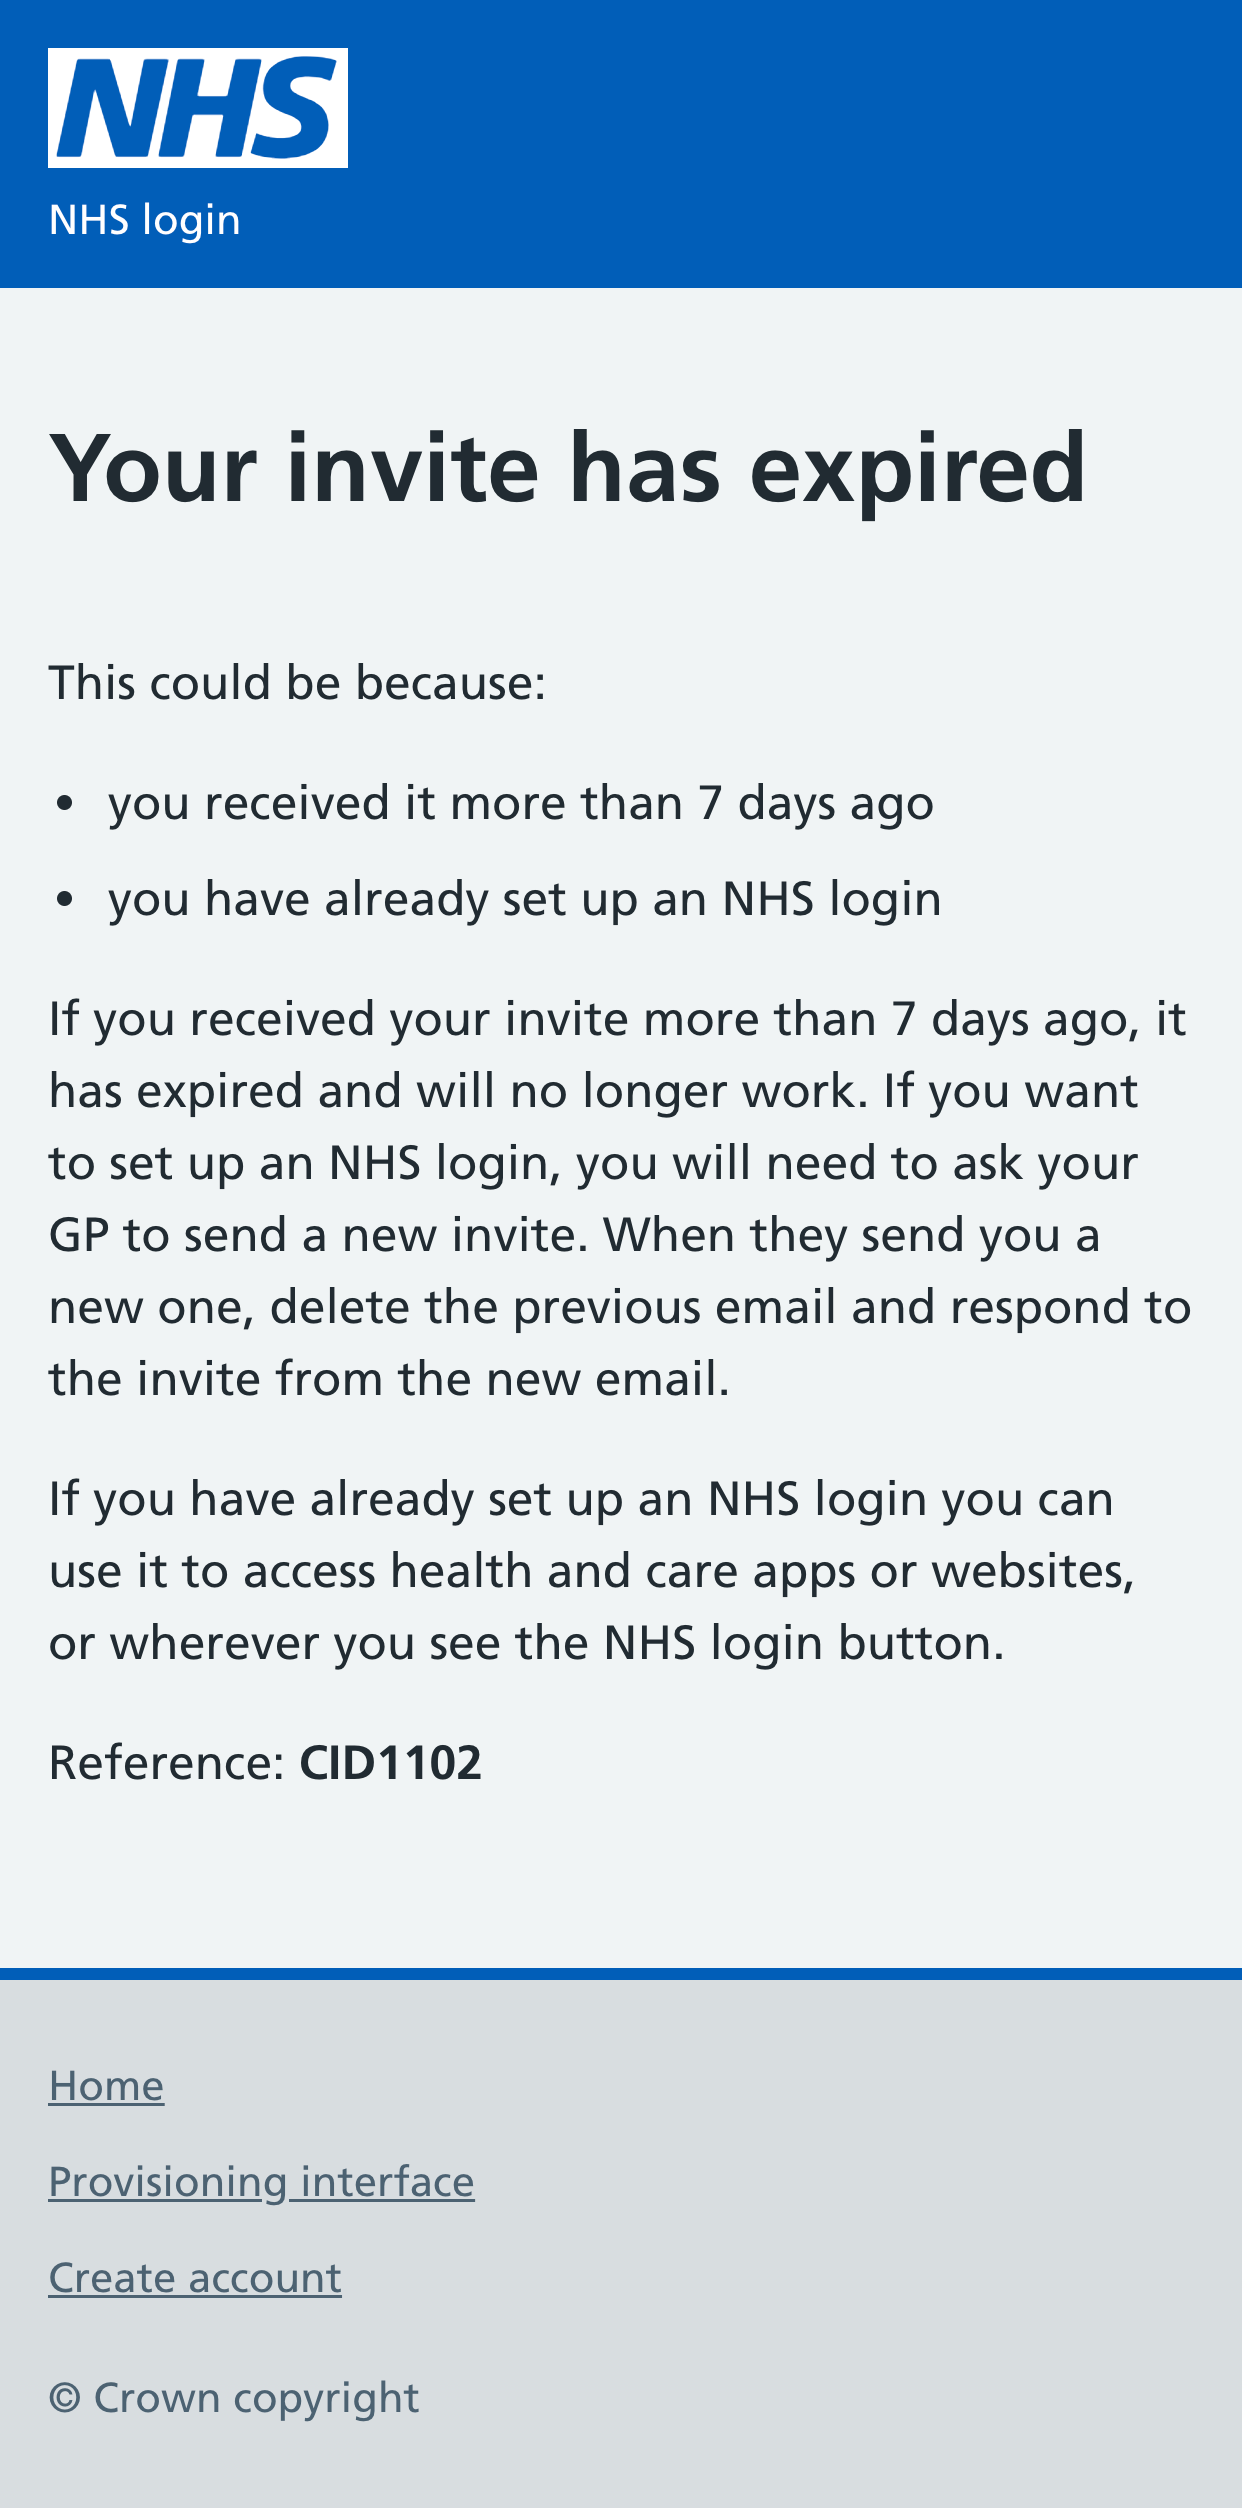 NHS
NHS login
Your invite has expired
This could be because:
• you received it more than 7 days ago
• you have already set up an NHS login
If you received your invite more than 7 days ago, it
has expired and will no longer work. If you want
to set up an NHS login, you will need to ask your
GP to send a new invite. When they send you a
new one, delete the previous email and respond to
the invite from the new email.
If you have already set up an NHS login you can
use it to access health and care apps or websites,
or wherever you see the NHS login button.
Reference: CID1102
Home
Provisioning interface
Create account
© Crown copyright